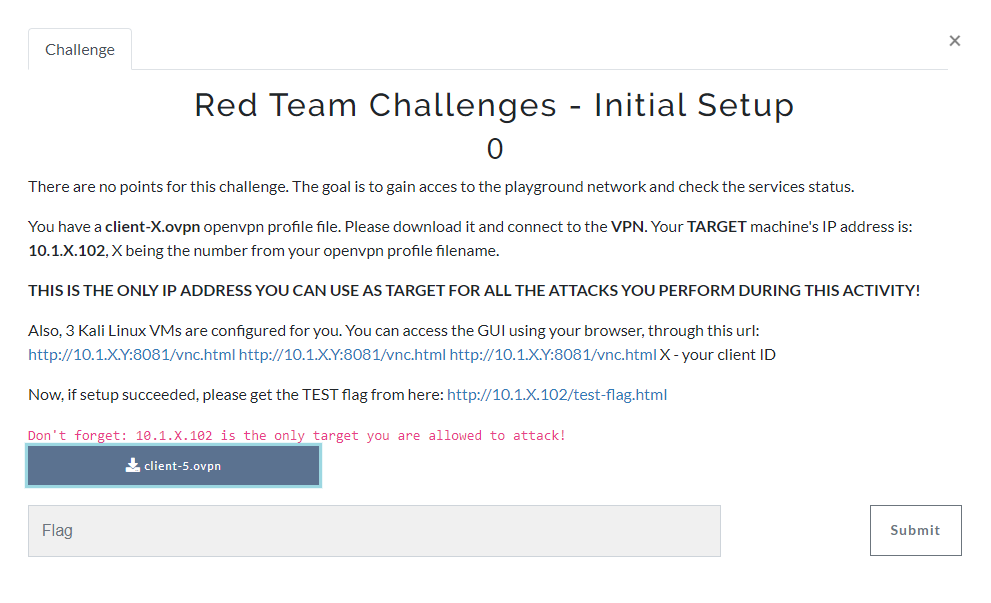 Challenge
×
Red Team Challenges - Initial Setup
0
There are no points for this challenge. The goal is to gain acces to the playground network and check the services status.
You have a client-X.ovpn openvpn profile file. Please download it and connect to the VPN. Your TARGET machine's IP address is:
10.1.X.102, X being the number from your openvpn profile filename.
THIS IS THE ONLY IP ADDRESS YOU CAN USE AS TARGET FOR ALL THE ATTACKS YOU PERFORM DURING THIS ACTIVITY!
Also, 3 Kali Linux VMs are configured for you. You can access the GUI using your browser, through this url:
http://10.1.X.Y:8081/vnc.html http://10.1.X.Y:8081/vnc.html http://10.1.X.Y:8081/vnc.html X - your client ID
Now, if setup succeeded, please get the TEST flag from here: http://10.1.X.102/test-flag.html
Don't forget: 10.1.X.102 is the only target you are allowed to attack!
client-5.ovpn
Flag
Submit